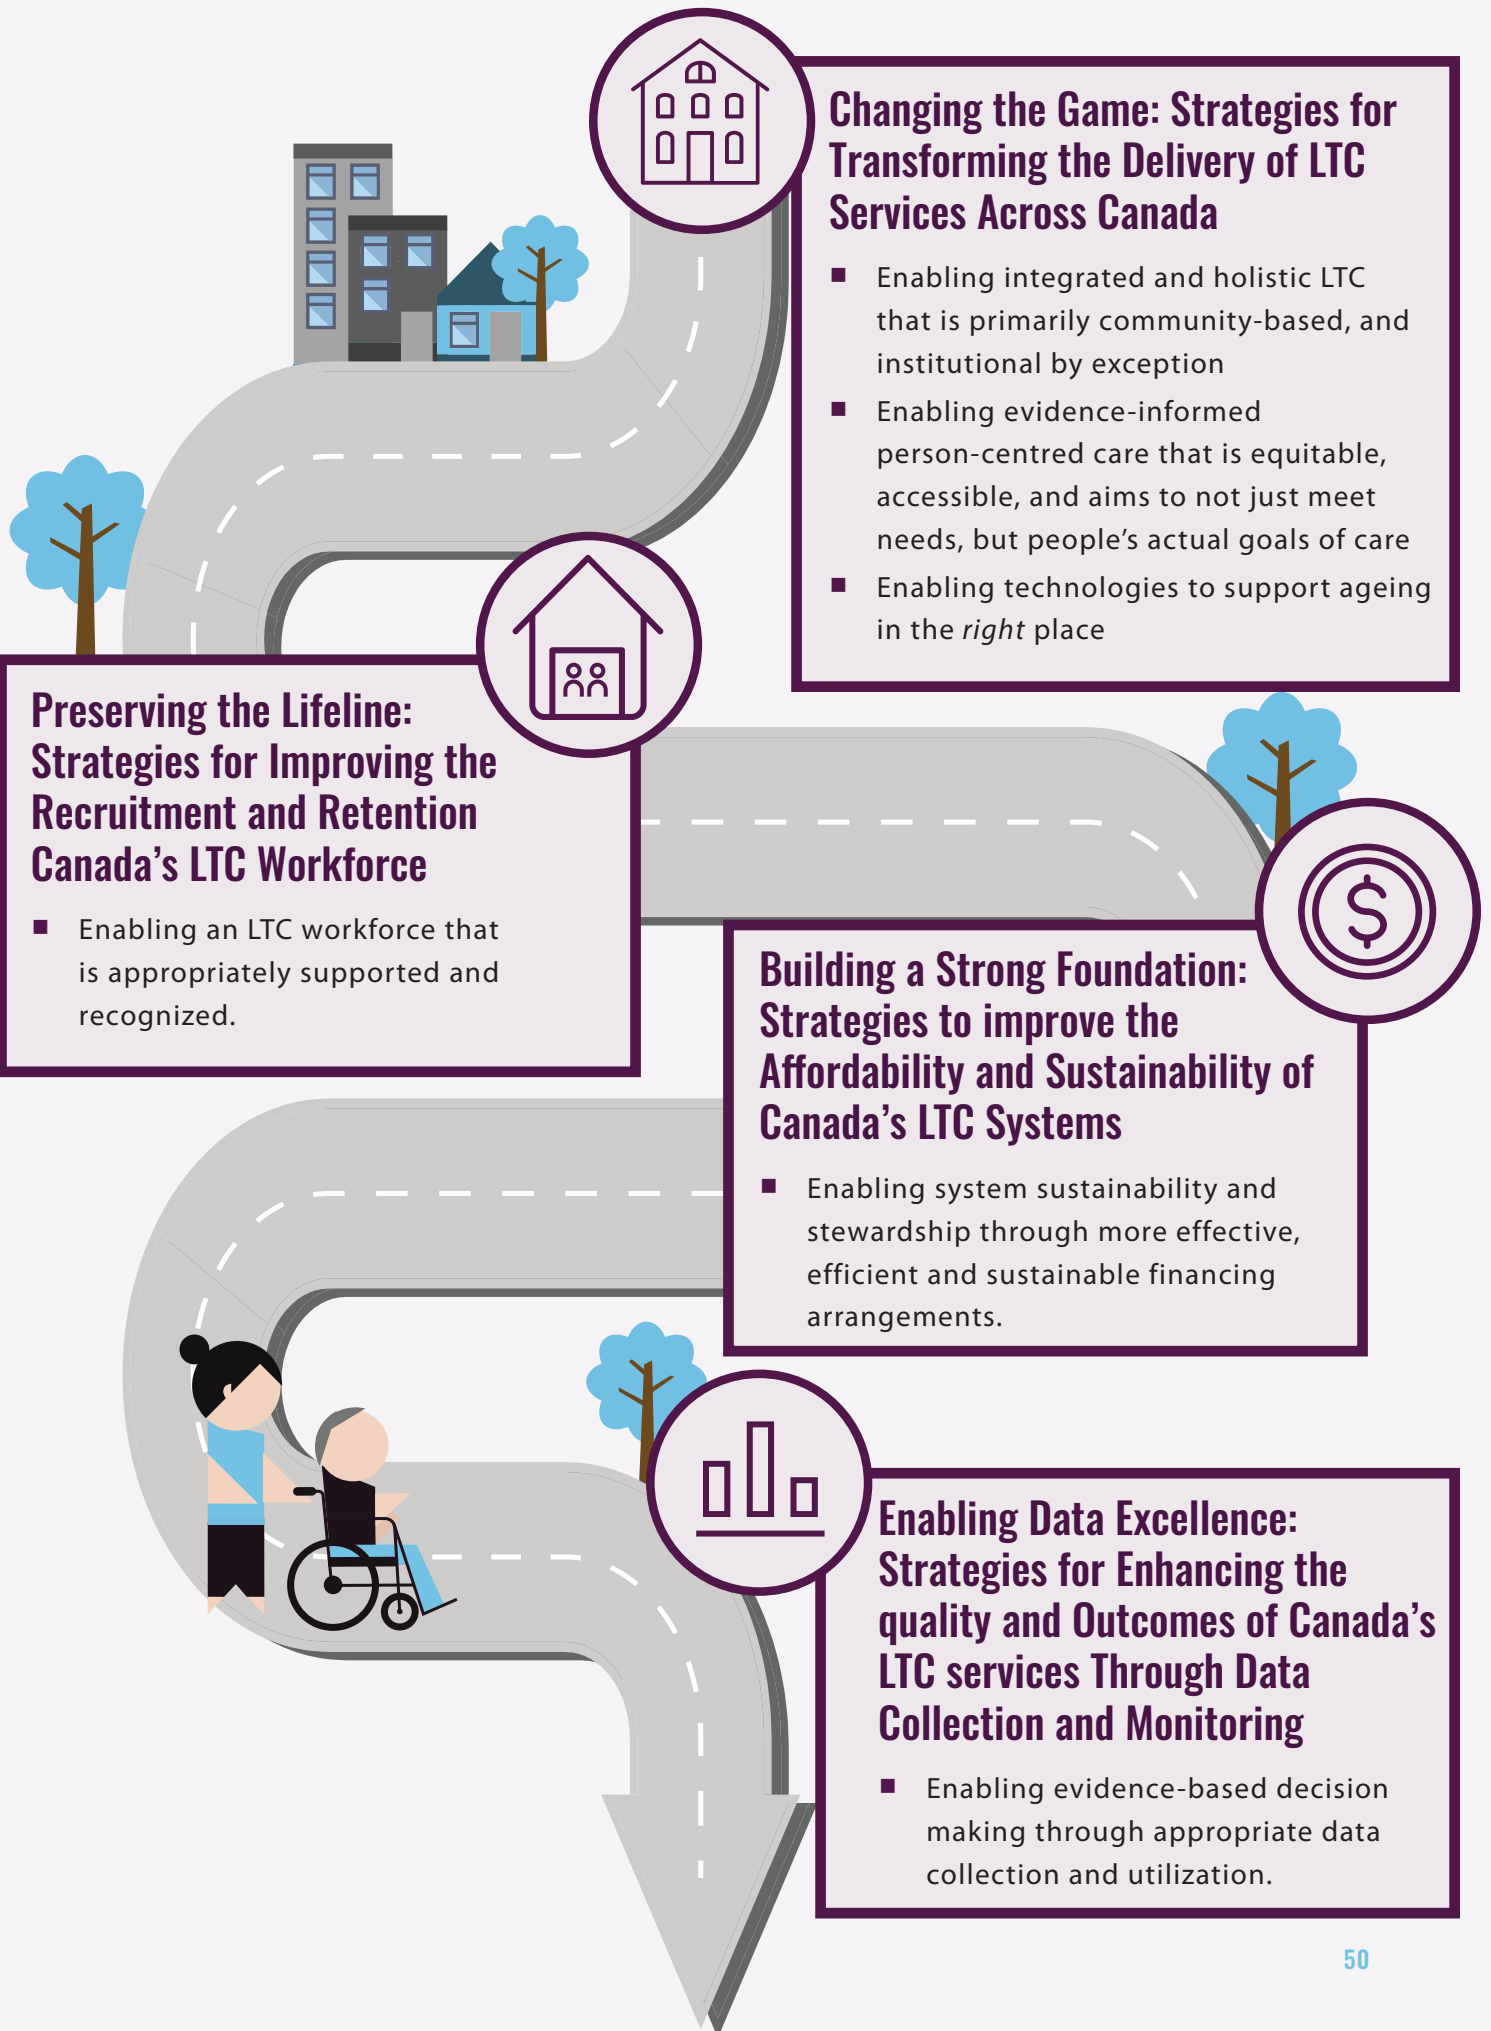 Changing the Game: Strategies for
Transforming the Delivery of LTC
Services Across Canada
■ Enabling integrated and holistic LTC
that is primarily community-based, and
institutional by exception
■ Enabling evidence-informed
person-centred care that is equitable,
accessible, and aims to not just meet
needs, but people's actual goals of care
■ Enabling technologies to support ageing
in the right place
Preserving the Lifeline:
Strategies for Improving the
Recruitment and Retention
Canada's LTC Workforce
■ Enabling an LTC workforce that
is appropriately supported and
recognized.
$
Building a Strong Foundation:
Strategies to improve the
Affordability and Sustainability of
Canada's LTC Systems
■ Enabling system sustainability and
stewardship through more effective,
efficient and sustainable financing
arrangements.
Enabling Data Excellence:
Strategies for Enhancing the
quality and Outcomes of Canada's
LTC services Through Data
Collection and Monitoring
■ Enabling evidence-based decision
making through appropriate data
collection and utilization.
50